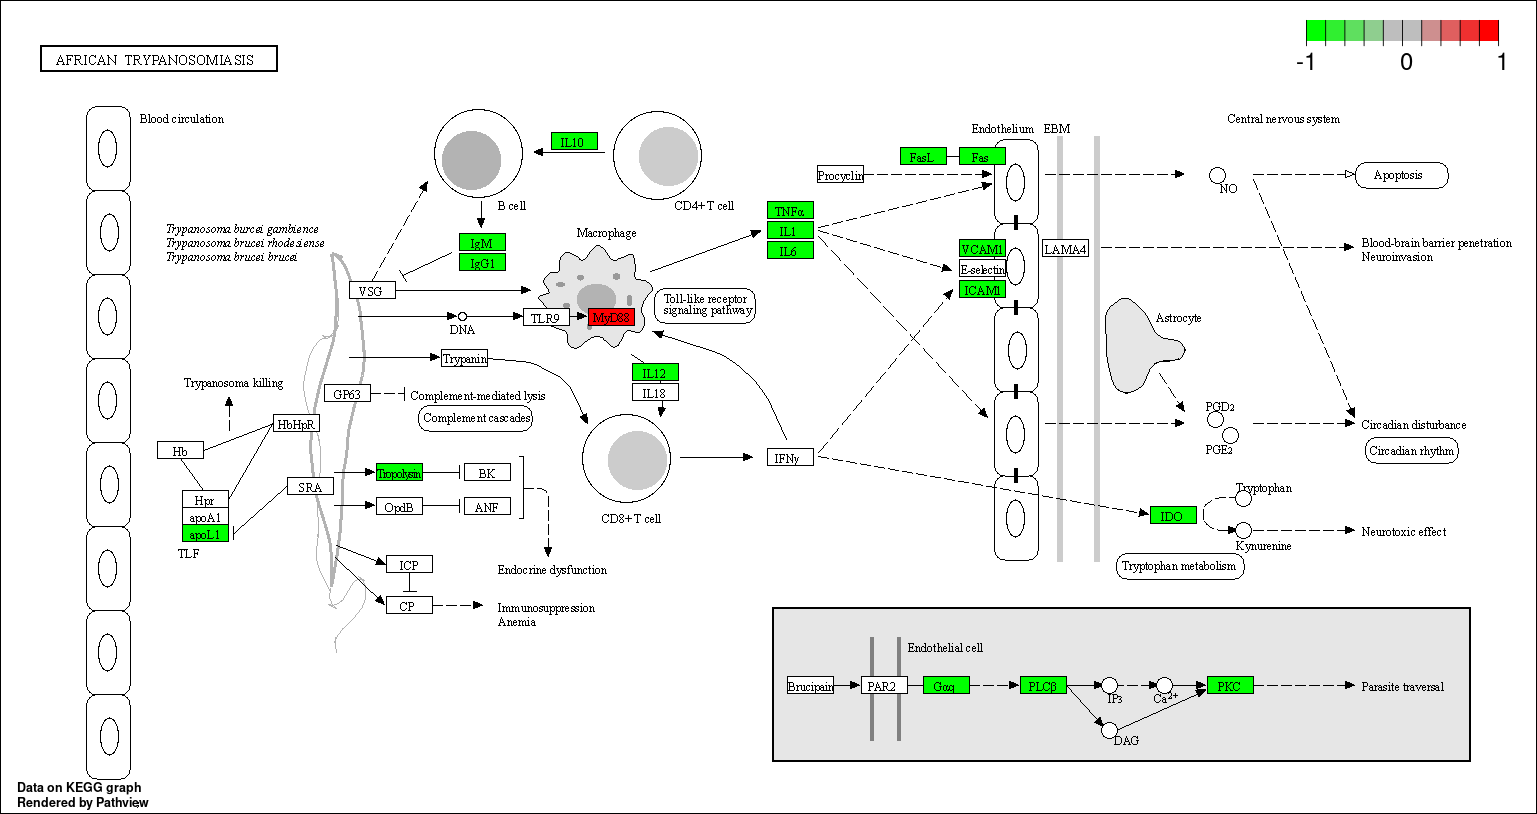 AFRICAN TRYPANOSOMIASIS
-1 0 1
Blood circulation
IL10
B cell
CD4+ T cell
Endothelium
EBM
Central nervous system
FasL
Fas
Procyclin
NO
Apoptosis
Trypanosoma burcei gambience
Trypanosoma brucei rhodesiense
Trypanosoma brucei brucei
IgM
IgG1
Macrophage
TNFα
IL1
IL6
VCAM1
E-selectin
ICAM1
LAMA4
Blood-brain barrier penetration
Neuroinvasion
VSG
DNA
TLR9
MyD88
Toll-like receptor
signaling pathway
Astrocyte
Trypanin
IL12
IL18
Trypanosoma killing
GP63
Complement-mediated lysis
Complement cascades
HbHpR
Hb
PGD2
PGE2
Circadian disturbance
Circadian rhythm
IFNγ
Tropolysin
BK
SRA
Hpr
apoA1
apoL1
TLF
OpdB
ANF
CD8+ T cell
IDO
Tryptophan
Kynurenine
Neurotoxic effect
Tryptophan metabolism
ICP
Endocrine dysfunction
CP
Immunosuppression
Anemia
Endothelial cell
Brucipain
PAR2
Gαq
PLCβ
IP3
Ca2+
PKC
Parasite traversal
DAG
Data on KEGG graph
Rendered by Pathview